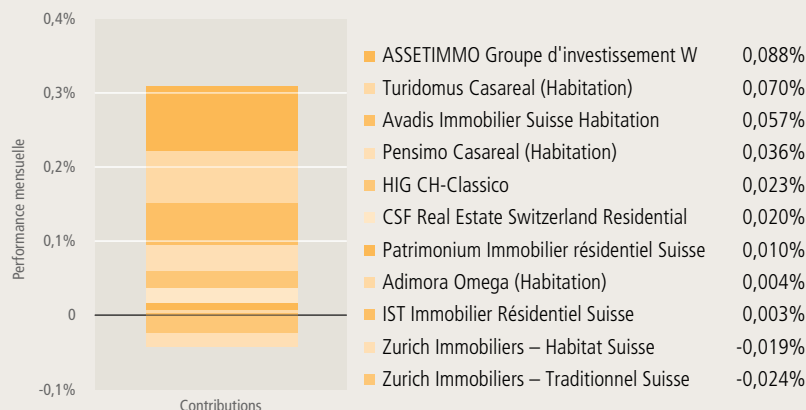 0,4%
0,3%
0,2%
0,1%
0
-0,1%
Performance mensuelle
Contributions
ASSETIMMO Groupe d'investissement W 0,088%
Turidomus Casareal (Habitation) 0,070%
Avadis Immobilier Suisse Habitation 0,057%
Pensimo Casareal (Habitation) 0,036%
HIG CH-Classico 0,023%
CSF Real Estate Switzerland Residential 0,020%
Patrimonium Immobilier résidentiel Suisse 0,010%
Adimora Omega (Habitation) 0,004%
IST Immobilier Résidentiel Suisse 0,003%
Zurich Immobiliers – Habitat Suisse -0,019%
Zurich Immobiliers – Traditionnel Suisse -0,024%